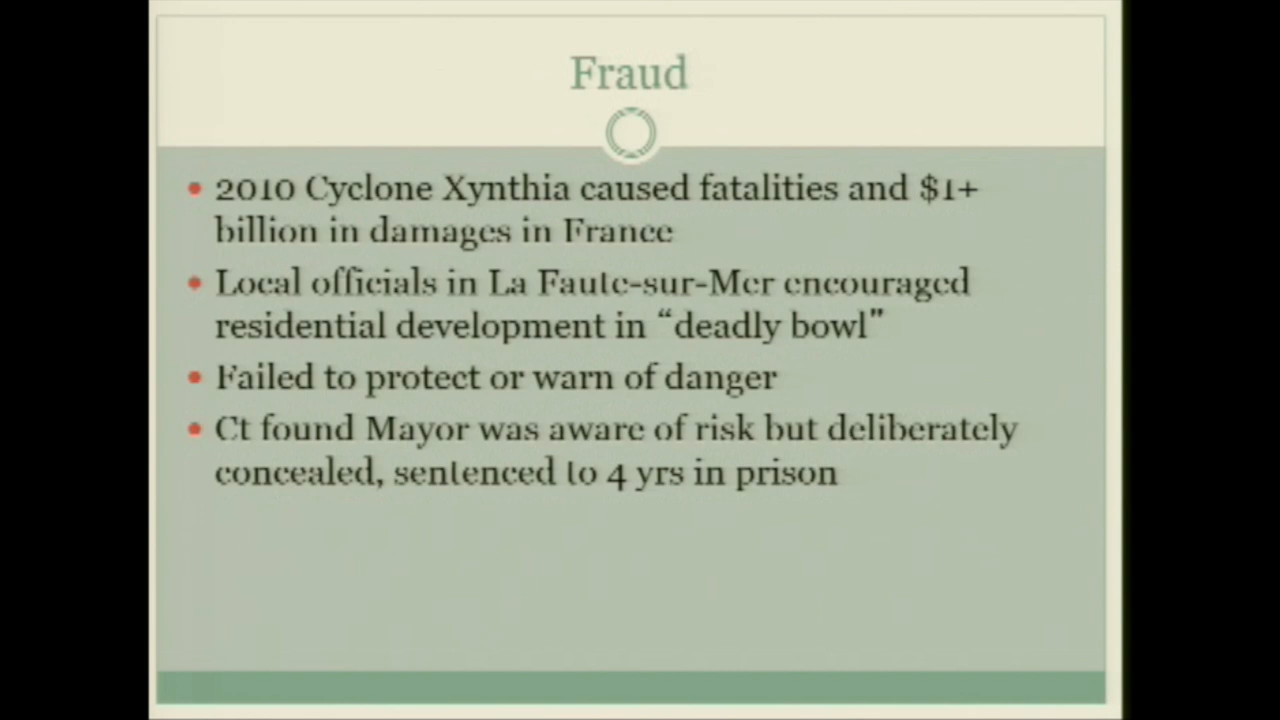 Fraud
2010 Cyclone Xynthia caused fatalities and $1+
billion in damages in France
Local officials in La Faute-sur-Mer encouraged
residential development in “deadly bowl”
Failed to protect or warn of danger
Ct found Mayor was aware of risk but deliberately
concealed, sentenced to 4 yrs in prison